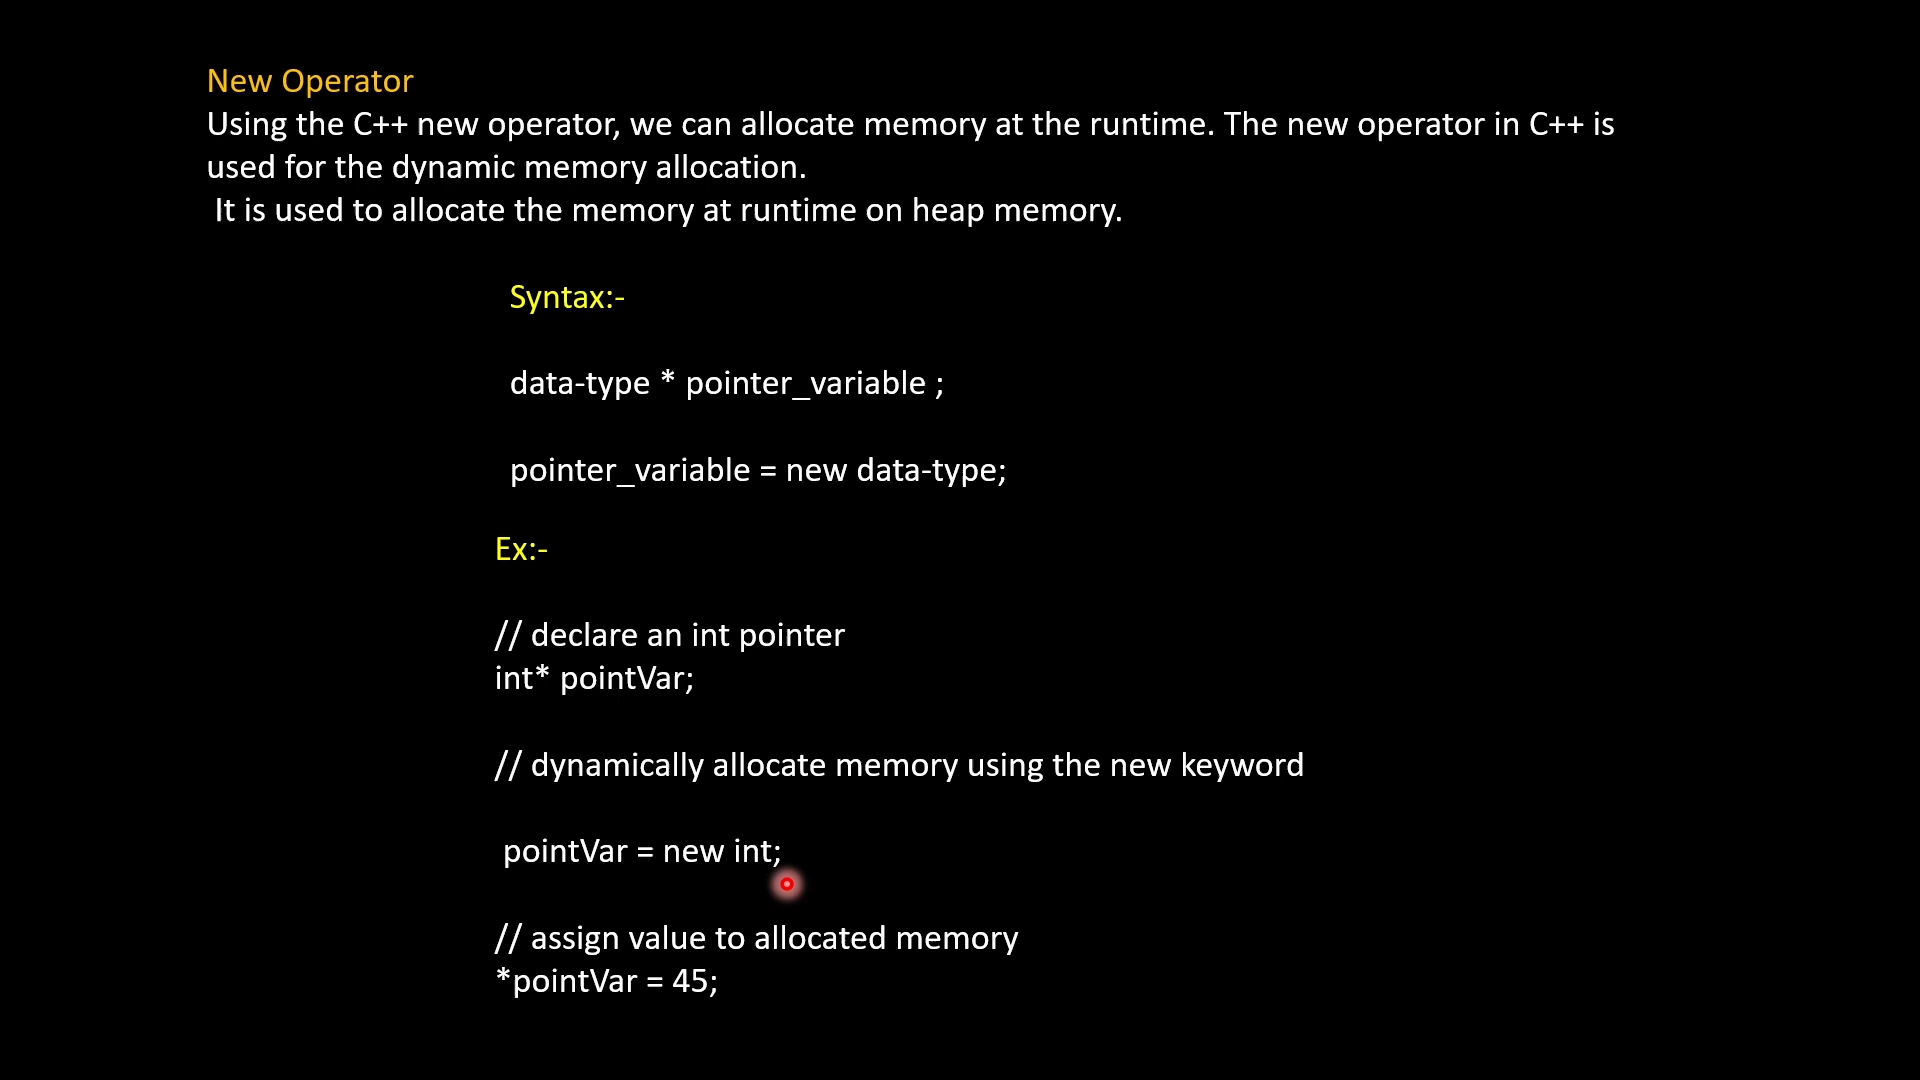 New Operator
Using the C++ new operator, we can allocate memory at the runtime. The new operator in C++ is
used for the dynamic memory allocation.
It is used to allocate the memory at runtime on heap memory.
Syntax:-
data-type * pointer_variable ;
pointer_variable = new data-type;
Ex:-
// declare an int pointer
int* pointVar;
// dynamically allocate memory using the new keyword
pointVar = new int;
// assign value to allocated memory
*pointVar = 45;